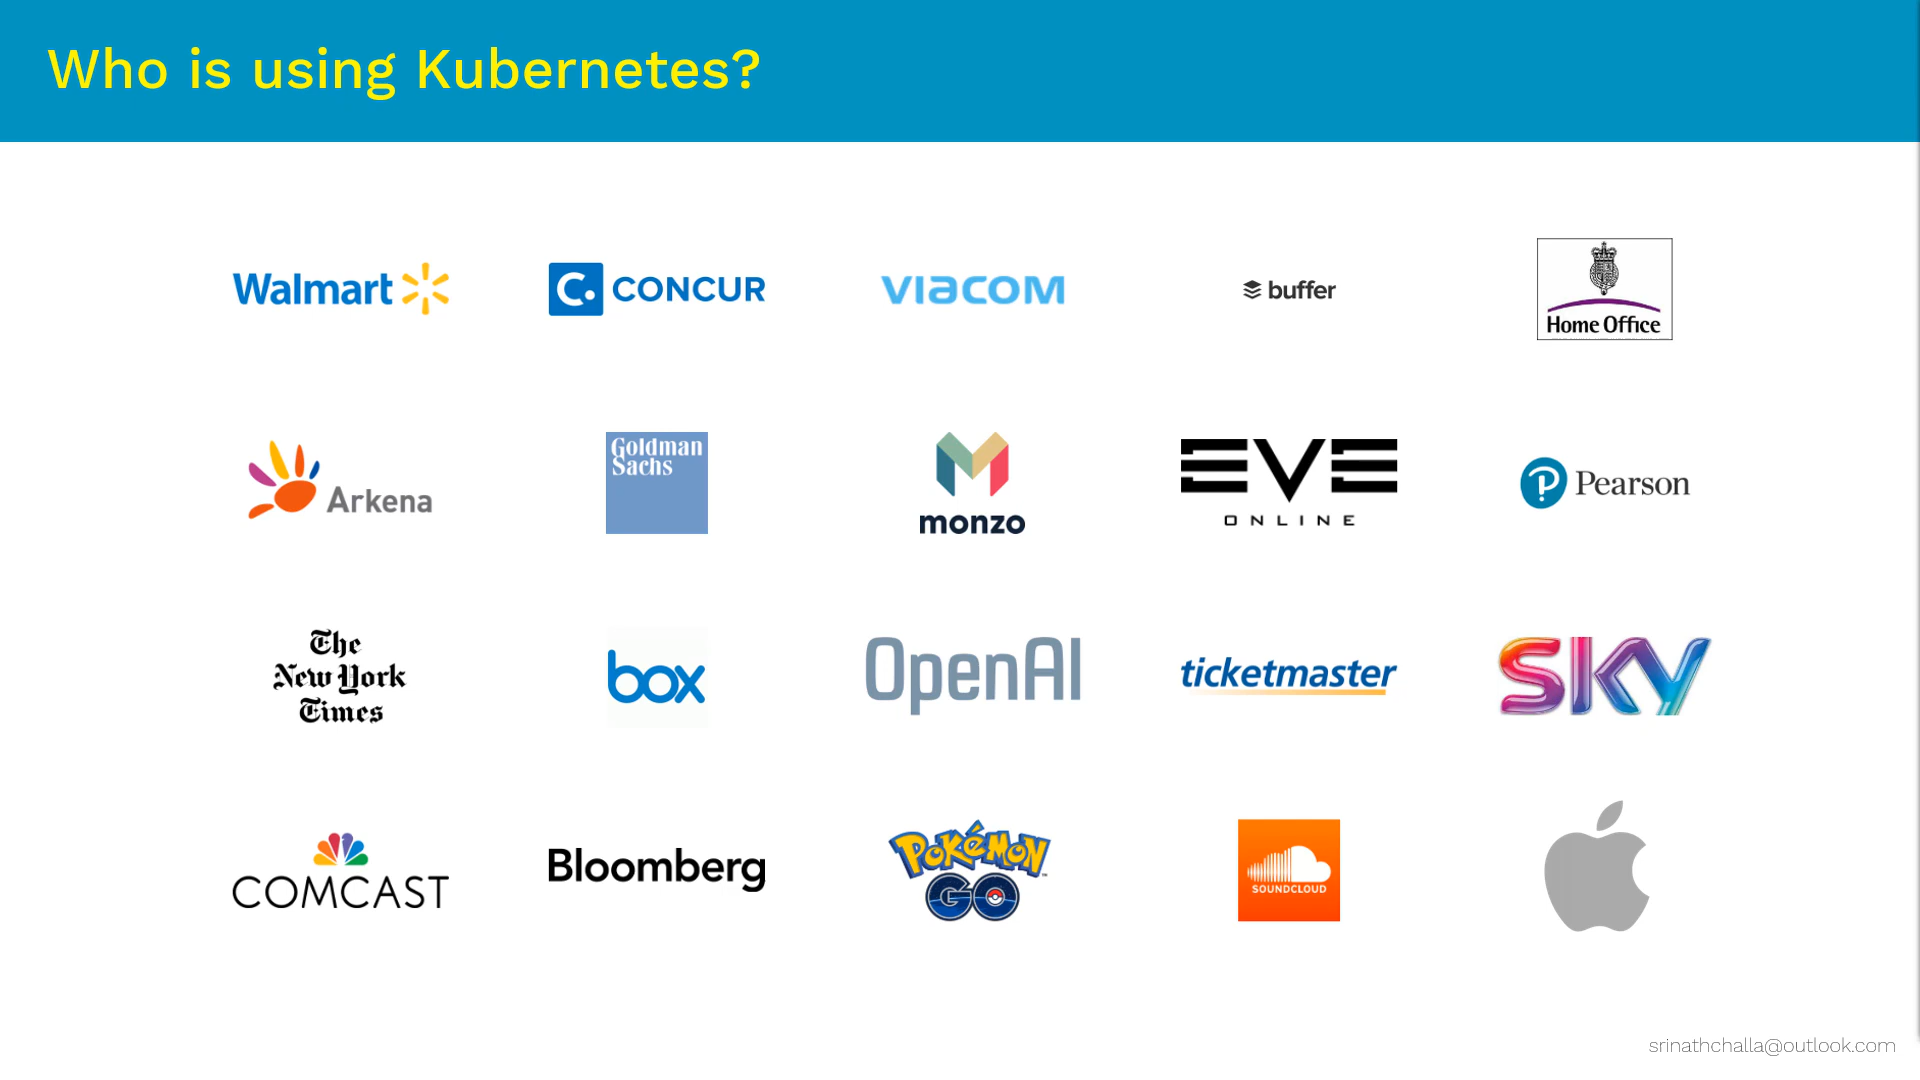 Who is using Kubernetes?
Walmart
C. CONCUR
VIACOM
buffer
Home Office
Arkena
Goldman
Sachs
monzo
EVE
ONLINE
P Pearson
The
New York
Times
box
OpenAI
ticketmaster
sky
COMCAST
Bloomberg
POKéMON
GO
SOUNDCLOUD
srinathchalla@outlook.com